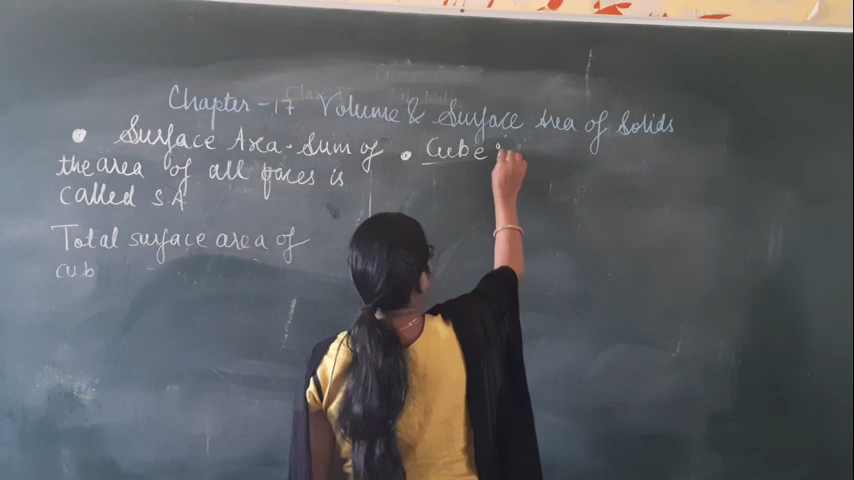 Chapter - 17 Volume & Surface Area of Solids
• Surface Area - Sum of
the area of all faces is
called SA
Total surface area of
cub
• Cube :